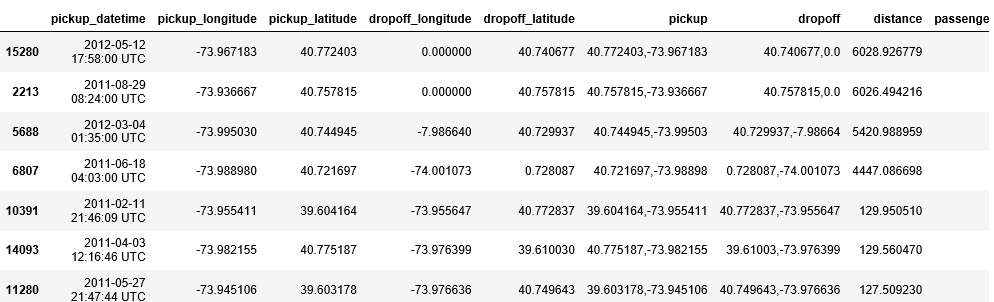 pickup_datetime pickup_longitude pickup_latitude dropoff_longitude dropoff_latitude pickup dropoff distance passenge
15280 2012-05-12 17:58:00 UTC -73.967183 40.772403 0.000000 40.740677 40.772403,-73.967183 40.740677,0.0 6028.926779
2213 2011-08-29 08:24:00 UTC -73.936667 40.757815 0.000000 40.757815 40.757815,-73.936667 40.757815,0.0 6026.494216
5688 2012-03-04 01:35:00 UTC -73.995030 40.744945 -7.986640 40.729937 40.744945,-73.99503 40.729937,-7.98664 5420.988959
6807 2011-06-18 04:03:00 UTC -73.988980 40.721697 -74.001073 0.728087 40.721697,-73.98898 0.728087,-74.001073 4447.086698
10391 2011-02-11 21:46:09 UTC -73.955411 39.604164 -73.955647 40.772837 39.604164,-73.955411 40.772837,-73.955647 129.950510
14093 2011-04-03 12:16:46 UTC -73.982155 40.775187 -73.976399 39.610030 40.775187,-73.982155 39.61003,-73.976399 129.560470
11280 2011-05-27 21:47:44 UTC -73.945106 39.603178 -73.976636 40.749643 39.603178,-73.945106 40.749643,-73.976636 127.509230